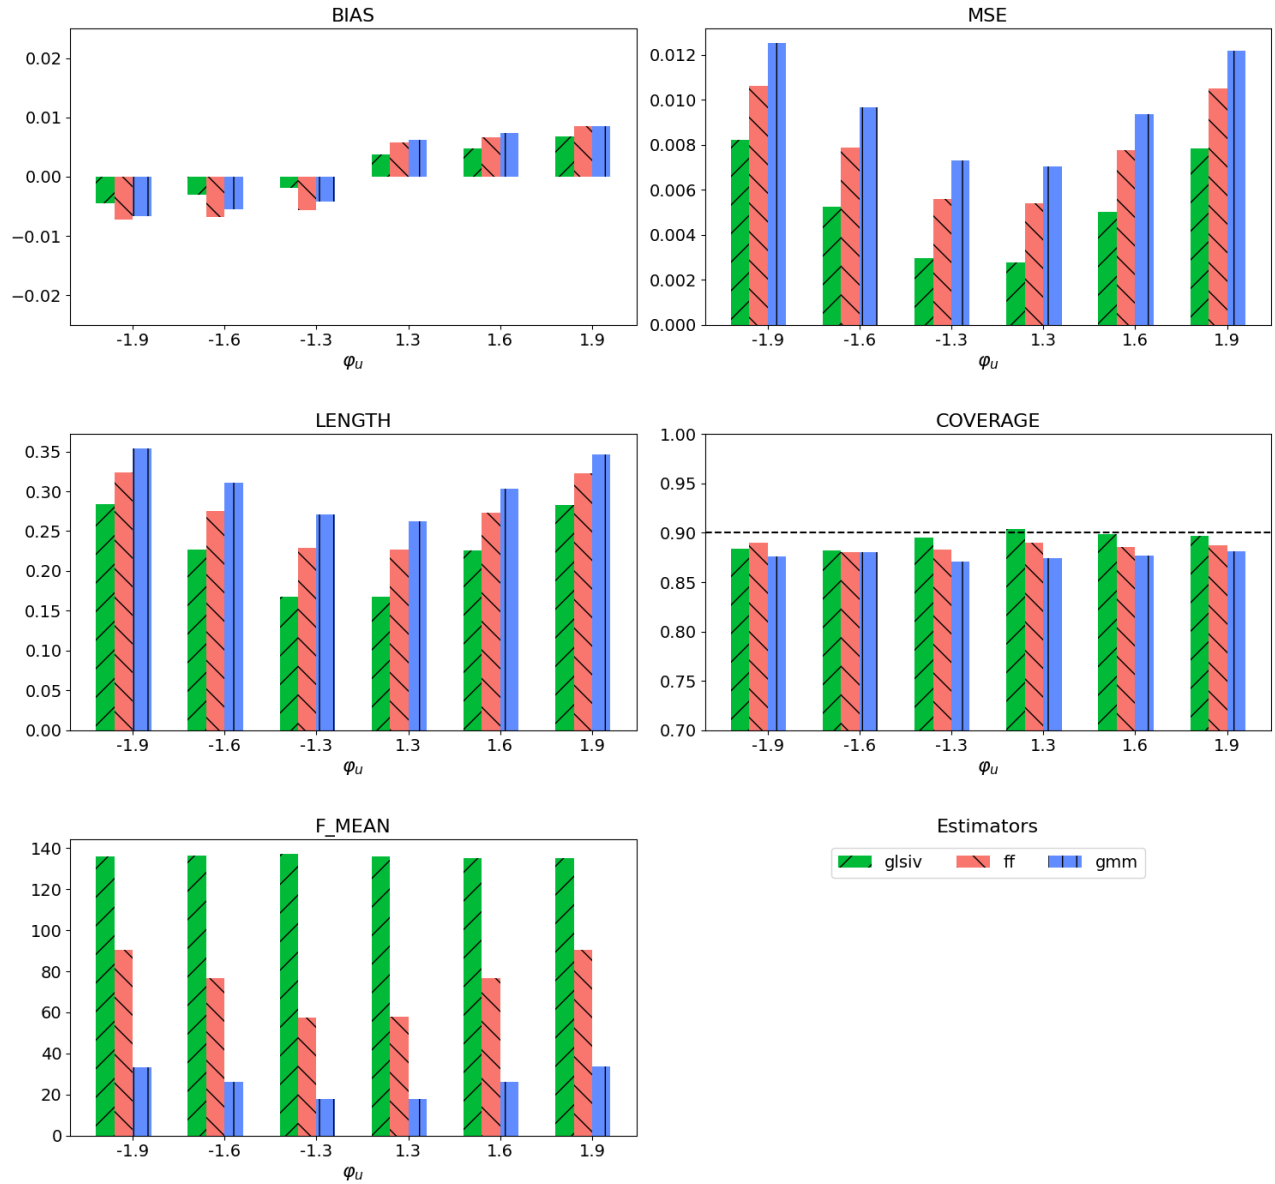 BIAS
0.02
0.01
0.00
−0.01
−0.02
-1.9 -1.6 -1.3 1.3 1.6 1.9
φu
MSE
0.012
0.010
0.008
0.006
0.004
0.002
0.000
-1.9 -1.6 -1.3 1.3 1.6 1.9
φu
LENGTH
0.35
0.30
0.25
0.20
0.15
0.10
0.05
0.00
-1.9 -1.6 -1.3 1.3 1.6 1.9
φu
COVERAGE
1.00
0.95
0.90
0.85
0.80
0.75
0.70
-1.9 -1.6 -1.3 1.3 1.6 1.9
φu
F_MEAN
140
120
100
80
60
40
20
0
-1.9 -1.6 -1.3 1.3 1.6 1.9
φu
Estimators
glsiv ff gmm